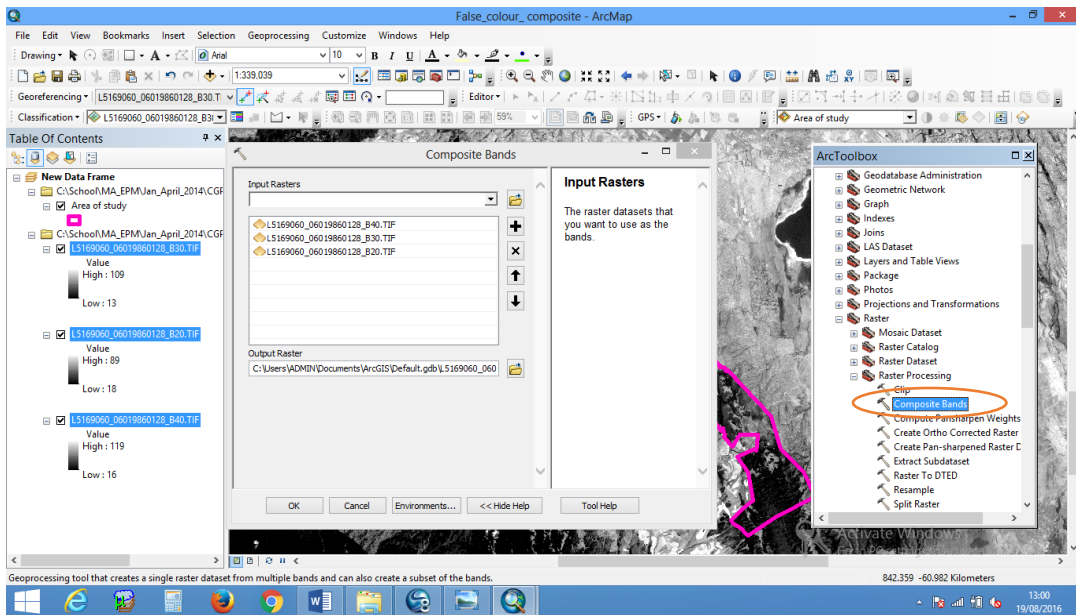 False_colour_ composite - ArcMap
File Edit View Bookmarks Insert Selection Geoprocessing Customize Windows Help
Drawing A Arial 10 B I U A
1:339,039
Georeferencing L5169060_06019860128_B30.T Editor
Classification L5169060_06019860128_B3 59% GPS Area of study
Table Of Contents
New Data Frame
C:\School\MA_EPM\Jan_April_2014\CGF
Area of study
C:\School\MA_EPM\Jan_April_2014\CGF
L5169060_06019860128_B30.TIF
Value
High : 109
Low : 13
L5169060_06019860128_B20.TIF
Value
High : 89
Low : 18
L5169060_06019860128_B40.TIF
Value
High : 119
Low : 16
Composite Bands
Input Rasters
L5169060_06019860128_B40.TIF
L5169060_06019860128_B30.TIF
L5169060_06019860128_B20.TIF
Output Raster
C:\Users\ADMIN\Documents\ArcGIS\Default.gdb\L5169060_060
OK Cancel Environments... << Hide Help Tool Help
Input Rasters
The raster datasets that
you want to use as the
bands.
ArcToolbox
Geodatabase Administration
Geometric Network
Graph
Indexes
Joins
LAS Dataset
Layers and Table Views
Package
Photos
Projections and Transformations
Raster
Mosaic Dataset
Raster Catalog
Raster Dataset
Raster Processing
Clip
Composite Bands
Compute Pansharpen Weights
Create Ortho Corrected Raster
Create Pan-sharpened Raster D
Extract Subdataset
Raster To DTED
Resample
Split Raster
Activate Windows
Geoprocessing tool that creates a single raster dataset from multiple bands and can also create a subset of the bands.
842.359 -60.982 Kilometers
13:00
19/08/2016